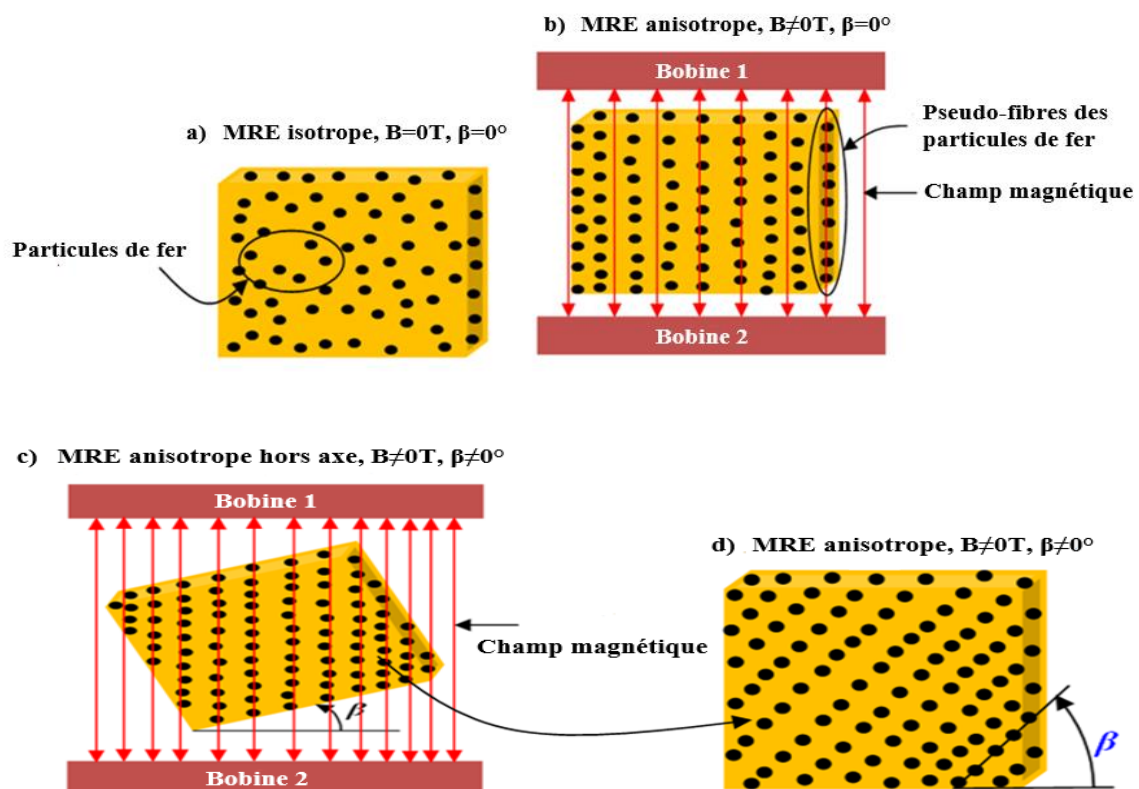 b) MRE anisotrope, B≠0T, β=0°
Bobine 1
a) MRE isotrope, B=0T, β=0°
Pseudo-fibres des
particules de fer
Champ magnétique
Particules de fer
Bobine 2
c) MRE anisotrope hors axe, B≠0T, β≠0°
Bobine 1
d) MRE anisotrope, B≠0T, β≠0°
Champ magnétique
β
β
Bobine 2